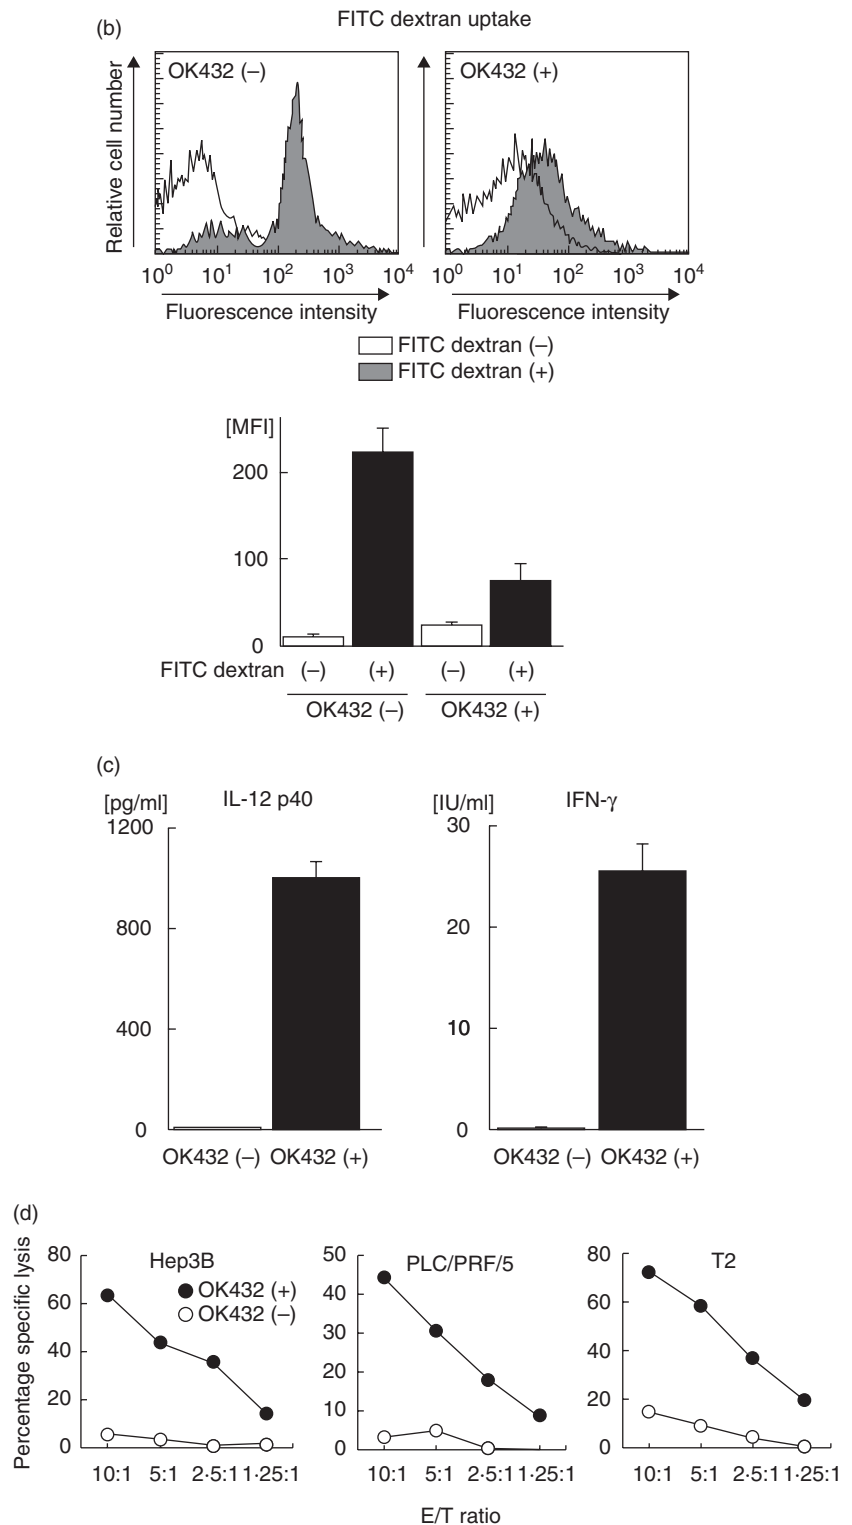 (b)
FITC dextran uptake
OK432 (–)
OK432 (+)
Relative cell number
10⁰ 10¹ 10² 10³ 10⁴
10⁰ 10¹ 10² 10³ 10⁴
Fluorescence intensity
Fluorescence intensity
FITC dextran (–)
FITC dextran (+)
[MFI]
200
100
0
FITC dextran (–) (+) (–) (+)
OK432 (–) OK432 (+)
(c)
[pg/ml] IL-12 p40
1200
800
400
0
OK432 (–) OK432 (+)
[IU/ml] IFN-γ
30
20
10
0
OK432 (–) OK432 (+)
(d)
Percentage specific lysis
Hep3B
OK432 (+)
OK432 (–)
80
60
40
20
0
10:1 5:1 2·5:1 1·25:1
PLC/PRF/5
50
40
30
20
10
0
10:1 5:1 2·5:1 1·25:1
T2
80
60
40
20
0
10:1 5:1 2·5:1 1·25:1
E/T ratio